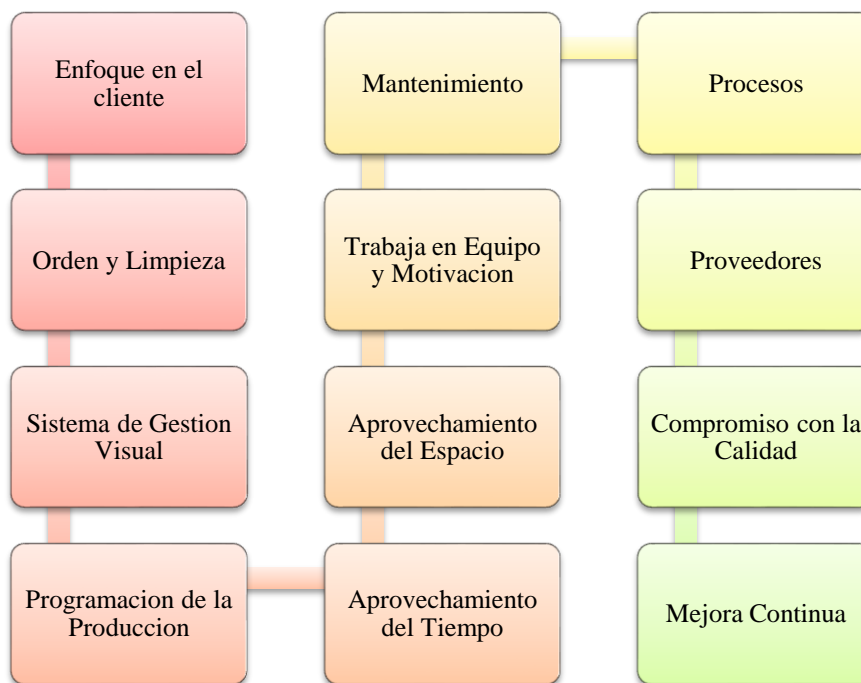 Enfoque en el
cliente
Orden y Limpieza
Sistema de Gestion
Visual
Programacion de la
Produccion
Aprovechamiento
del Tiempo
Aprovechamiento
del Espacio
Trabaja en Equipo
y Motivacion
Mantenimiento
Procesos
Proveedores
Compromiso con la
Calidad
Mejora Continua